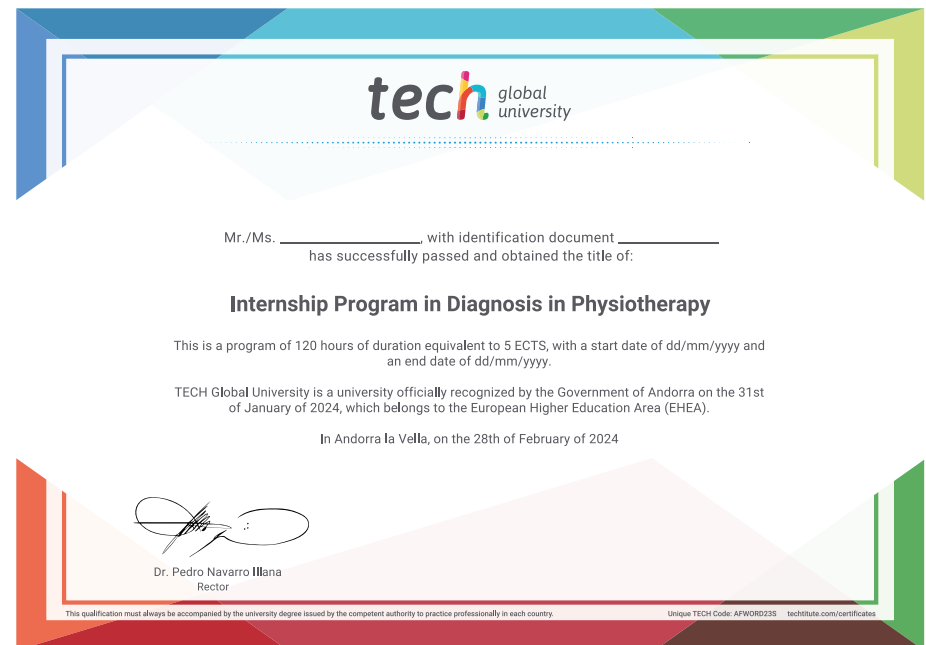 tech global
university
Mr./Ms. ____________, with identification document ____________
has successfully passed and obtained the title of:
Internship Program in Diagnosis in Physiotherapy
This is a program of 120 hours of duration equivalent to 5 ECTS, with a start date of dd/mm/yyyy and
an end date of dd/mm/yyyy.
TECH Global University is a university officially recognized by the Government of Andorra on the 31st
of January of 2024, which belongs to the European Higher Education Area (EHEA).
In Andorra la Vella, on the 28th of February of 2024
Dr. Pedro Navarro Illana
Rector
This qualification must always be accompanied by the university degree issued by the competent authority to practice professionally in each country.
Unique TECH Code: AFWORD23S techtitute.com/certificates